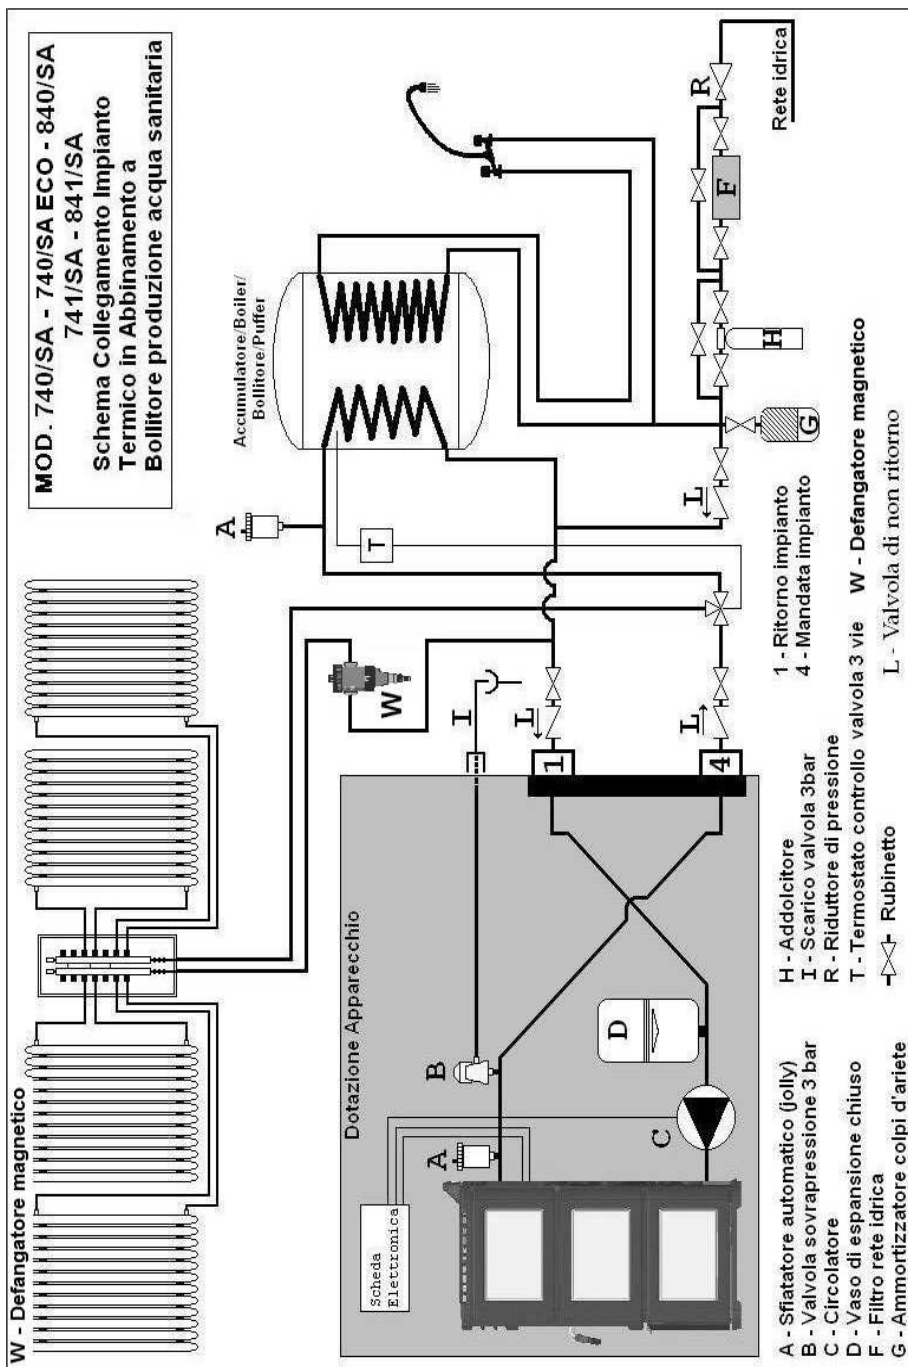 W - Defangatore magnetico
MOD. 740/SA - 740/SA ECO - 840/SA
741/SA - 841/SA
Schema Collegamento Impianto
Termico in Abbinamento a
Bollitore produzione acqua sanitaria
Accumulatore/Boiler/
Bollitore/Puffer
A
T
W
I
L
1
L
4
L
G
H
F
R
Rete idrica
Dotazione Apparecchio
Scheda
Elettronica
A
B
C
D
1 - Ritorno impianto
4 - Mandata impianto
A - Sfiatatore automatico (jolly)
B - Valvola sovrapressione 3 bar
C - Circolatore
D - Vaso di espansione chiuso
F - Filtro rete idrica
G - Ammortizzatore colpi d'ariete
H - Addolcitore
I - Scarico valvola 3bar
R - Riduttore di pressione
T - Termostato controllo valvola 3 vie
W - Defangatore magnetico
Rubinetto
L - Valvola di non ritorno